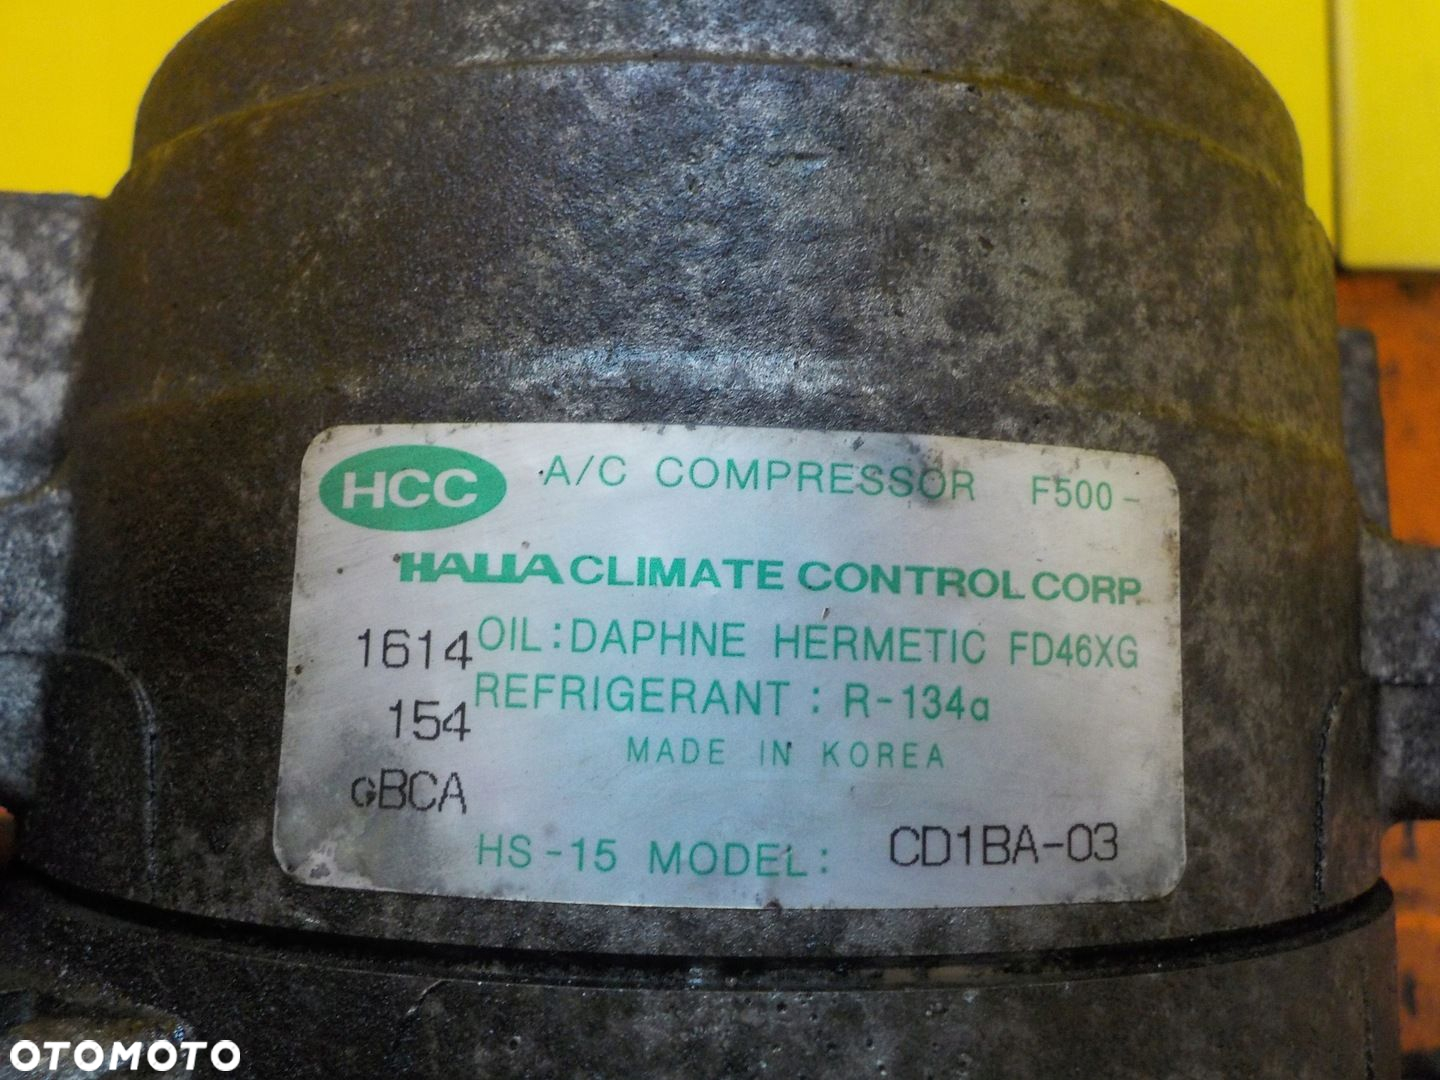 HCC A/C COMPRESSOR F500-
HALLA CLIMATE CONTROL CORP.
1614 OIL : DAPHNE HERMETIC FD46XG
154 REFRIGERANT : R-134a
MADE IN KOREA
GBCA
HS-15 MODEL : CD1BA-03
OTOMOTO